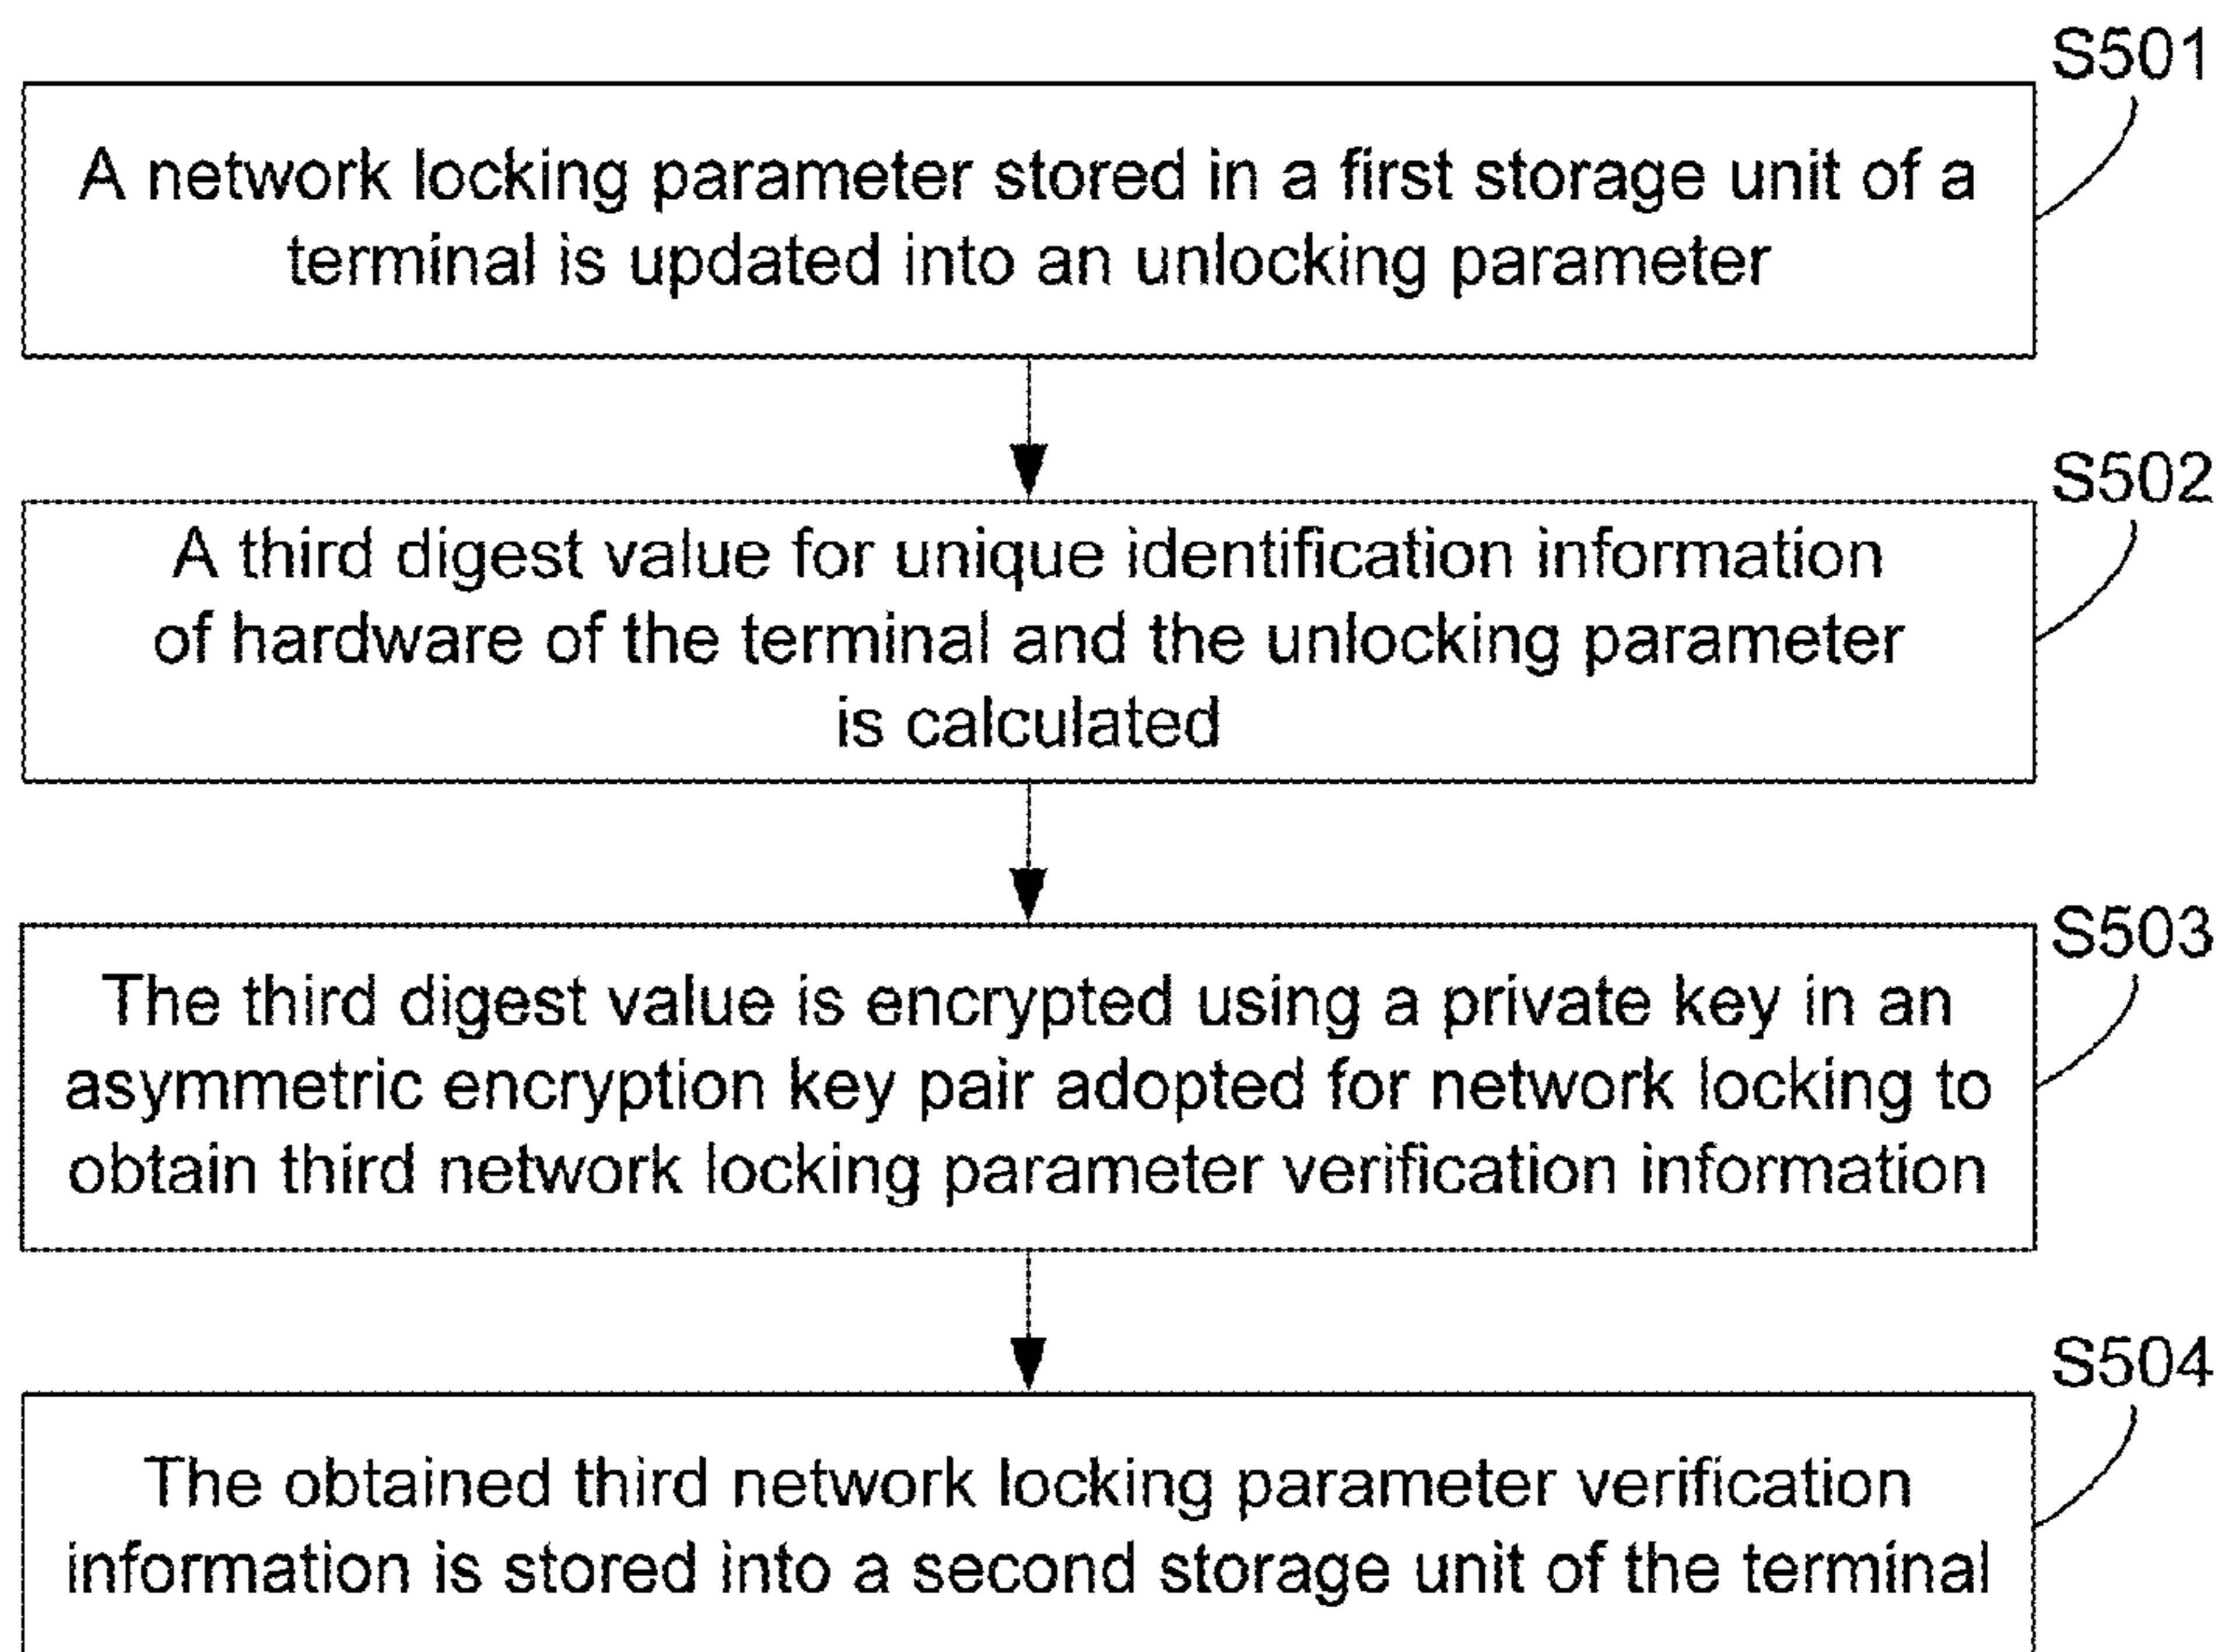 S501
A network locking parameter stored in a first storage unit of a
terminal is updated into an unlocking parameter
S502
A third digest value for unique identification information
of hardware of the terminal and the unlocking parameter
is calculated
S503
The third digest value is encrypted using a private key in an
asymmetric encryption key pair adopted for network locking to
obtain third network locking parameter verification information
S504
The obtained third network locking parameter verification
information is stored into a second storage unit of the terminal